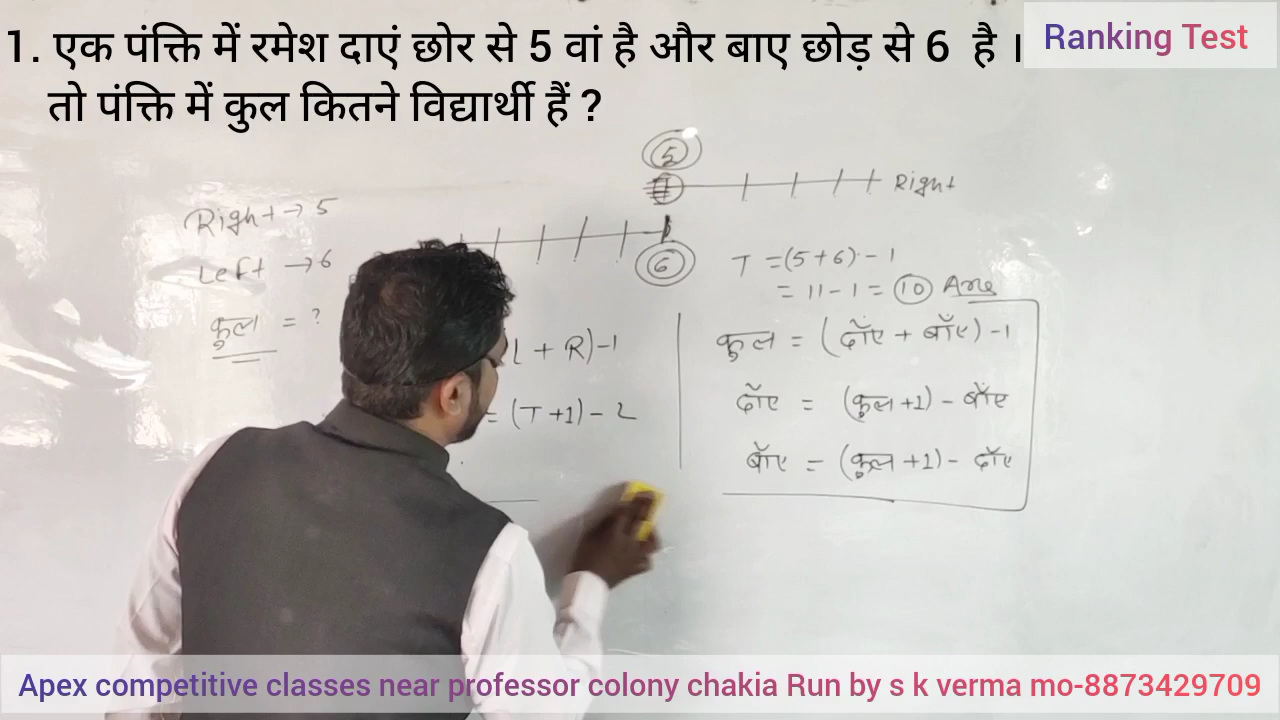 1. एक पंक्ति में रमेश दाएं छोर से 5 वां है और बाए छोड़ से 6 है ।
तो पंक्ति में कुल कितने विद्यार्थी हैं ?
Ranking Test
5
Right
Right → 5
Left → 6
कुल = ?
6
T = (5+6) - 1
= 11 - 1 = 10 Ans
L + R) - 1
= (T + 1) - L
कुल = (दाँए + बाँए) - 1
दाँए = (कुल + 1) - बाँए
बाँए = (कुल + 1) - दाँए
Apex competitive classes near professor colony chakia Run by s k verma mo-8873429709